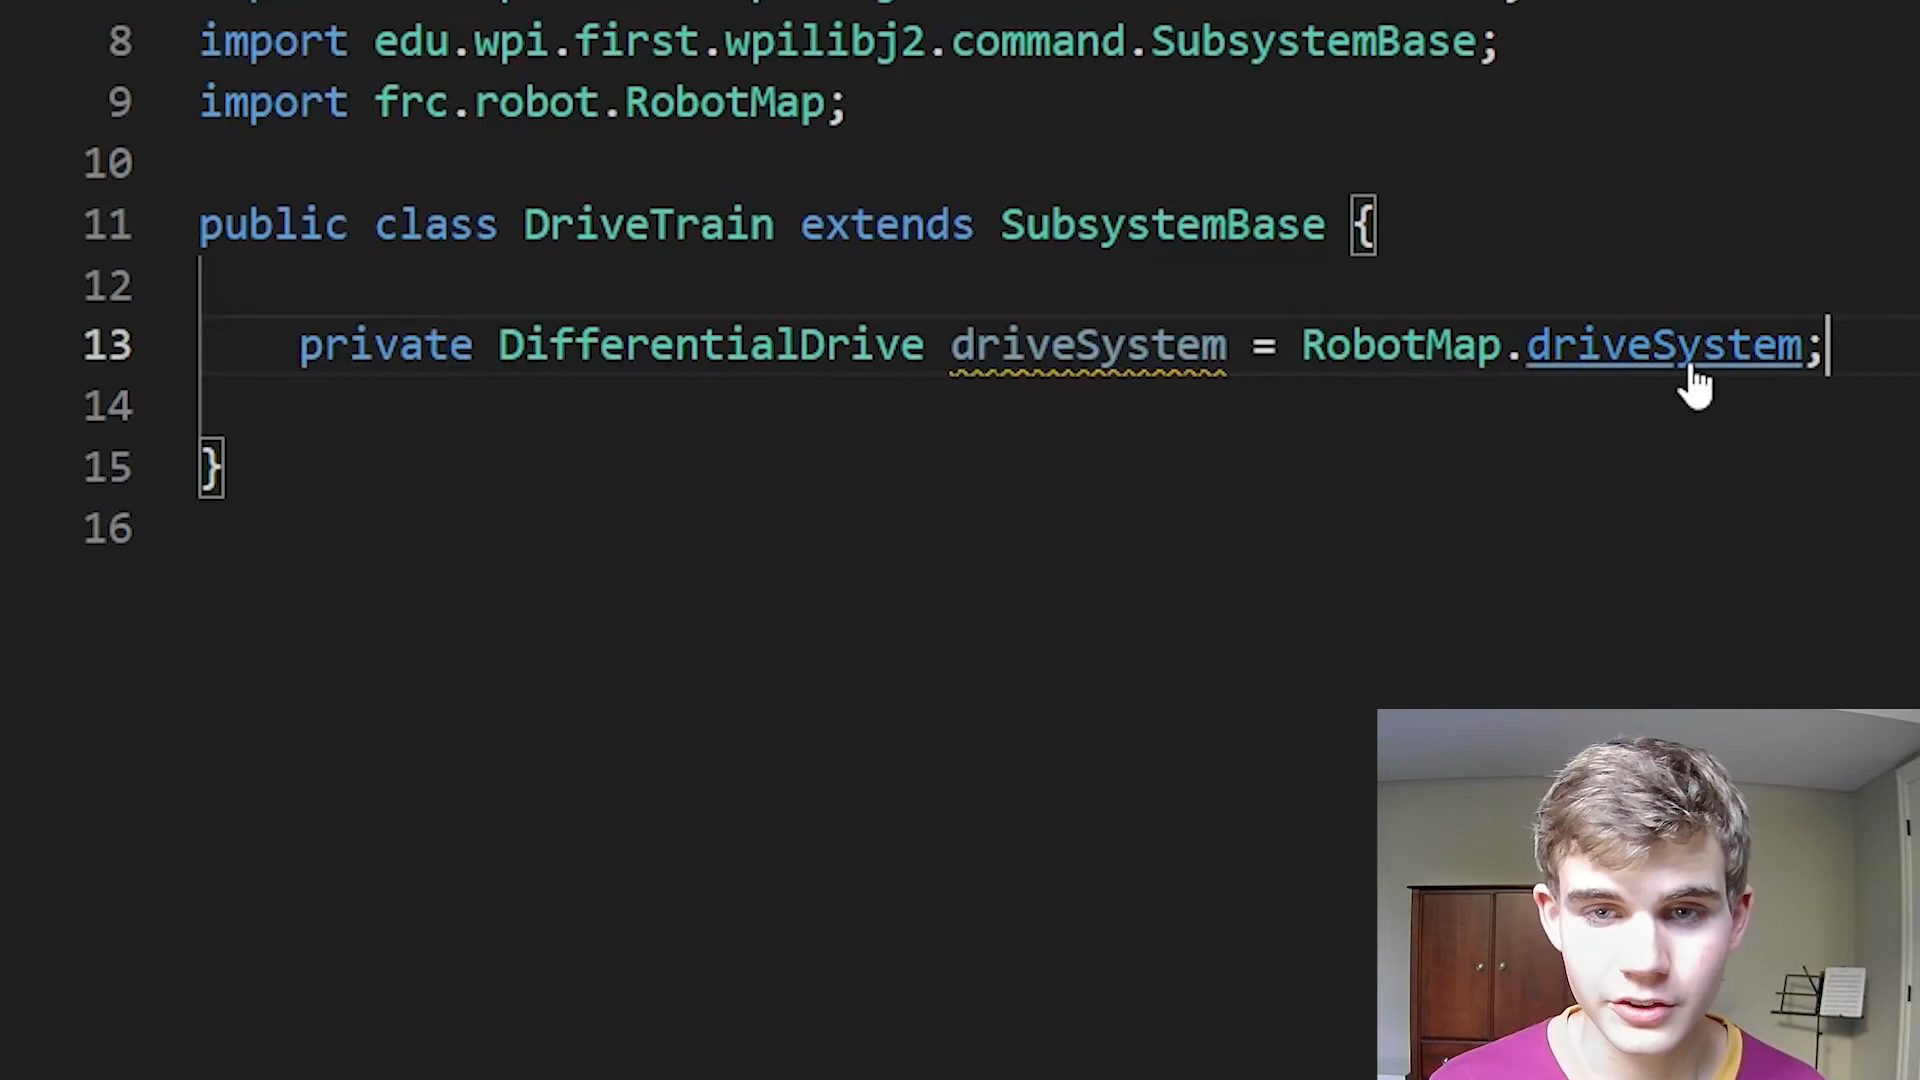 8 import edu.wpi.first.wpilibj2.command.SubsystemBase;
9 import frc.robot.RobotMap;
10
11 public class DriveTrain extends SubsystemBase {
12
13 private DifferentialDrive driveSystem = RobotMap.driveSystem;
14
15 }
16